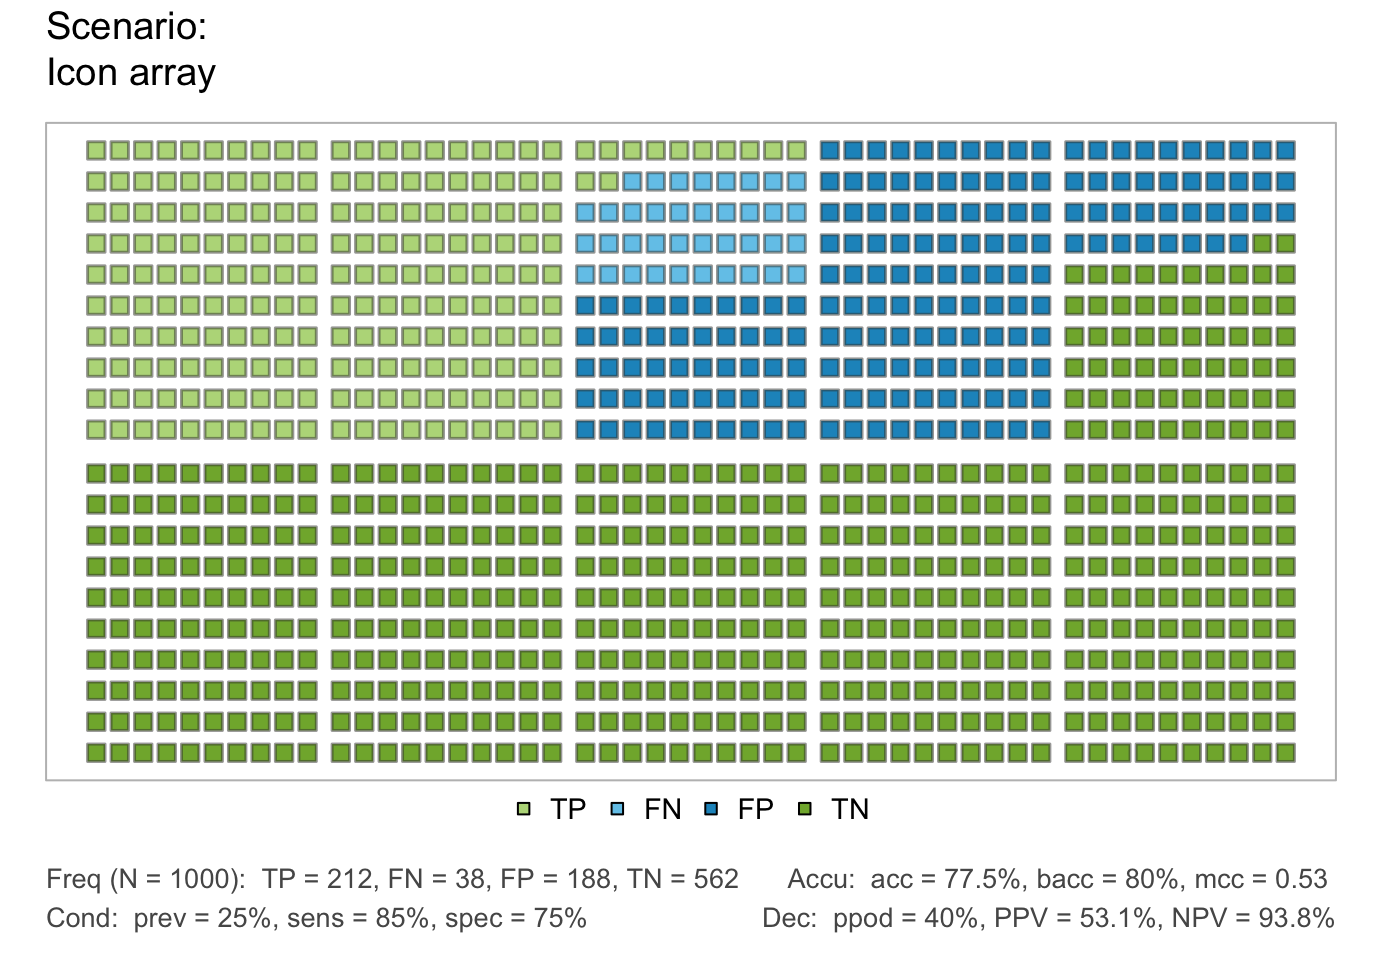 Scenario:
Icon array
TP FN FP TN
Freq (N = 1000):  TP = 212, FN = 38, FP = 188, TN = 562 Accu:  acc = 77.5%, bacc = 80%, mcc = 0.53
Cond:  prev = 25%, sens = 85%, spec = 75% Dec:  ppod = 40%, PPV = 53.1%, NPV = 93.8%